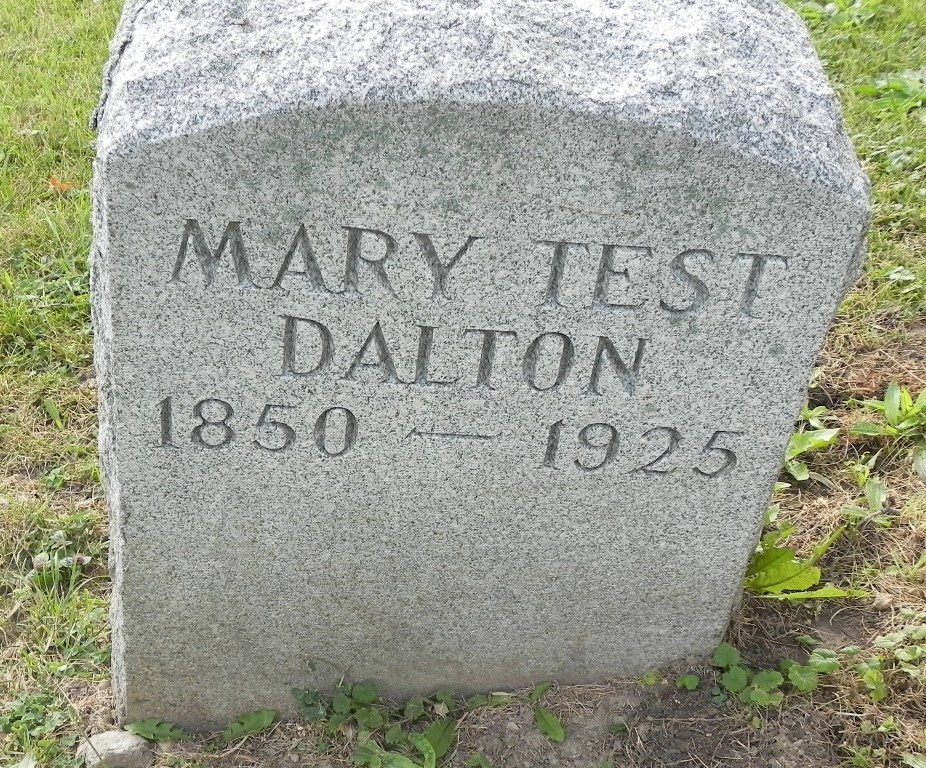 MARY TEST
DALTON
1850 — 1925